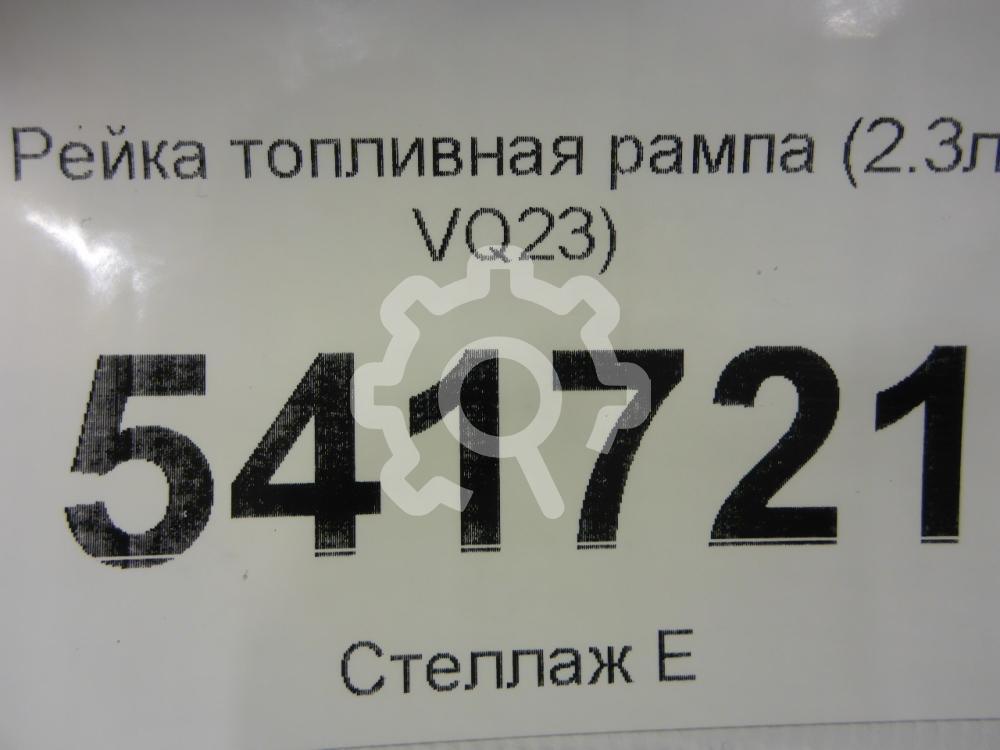 Рейка топливная рампа (2.3л
VQ23)
541721
Стеллаж Е